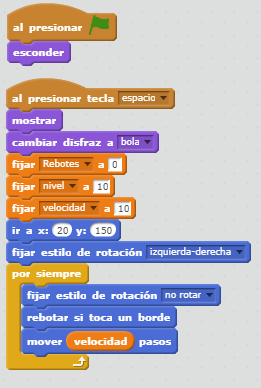 al presionar
esconder
al presionar tecla espacio
mostrar
cambiar disfraz a bola
fijar Rebotes a 0
fijar nivel a 10
fijar velocidad a 10
ir a x: 20 y: 150
fijar estilo de rotación izquierda-derecha
por siempre
fijar estilo de rotación no rotar
rebotar si toca un borde
mover velocidad pasos